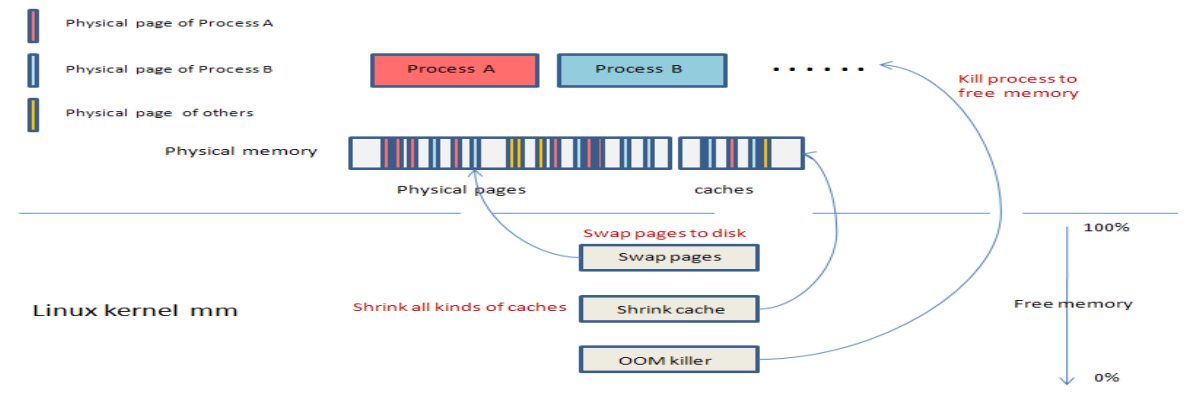 Physical page of Process A
Physical page of Process B
Physical page of others
Process A
Process B
......
Kill process to
free memory
Physical memory
Physical pages
caches
Swap pages to disk
Swap pages
100%
Linux kernel mm
Shrink all kinds of caches
Shrink cache
Free memory
OOM killer
0%